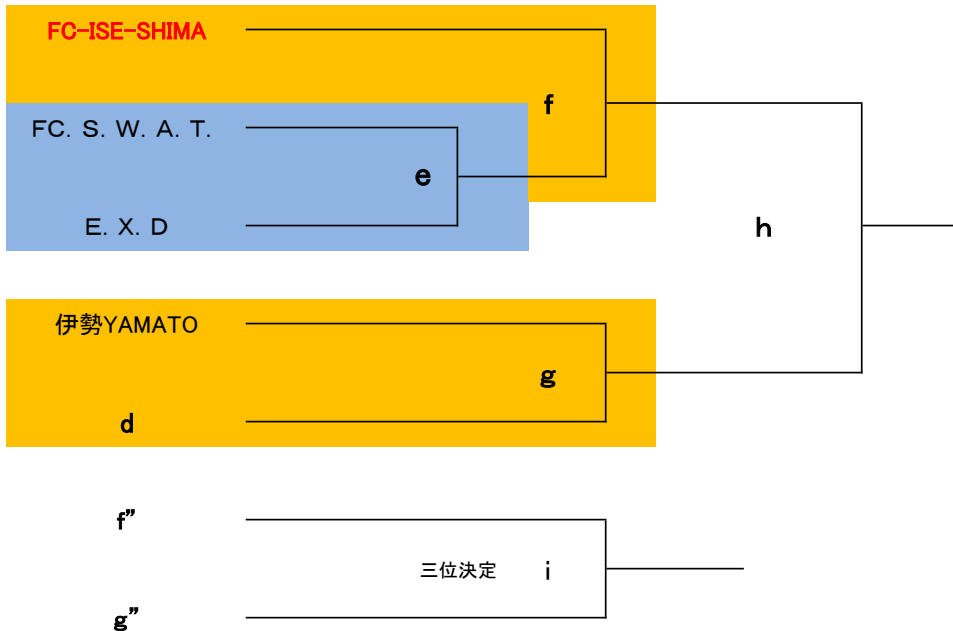 FC-ISE-SHIMA
f
FC. S. W. A. T.
e
E. X. D
h
伊勢YAMATO
g
d
f”
三位決定 i
g”